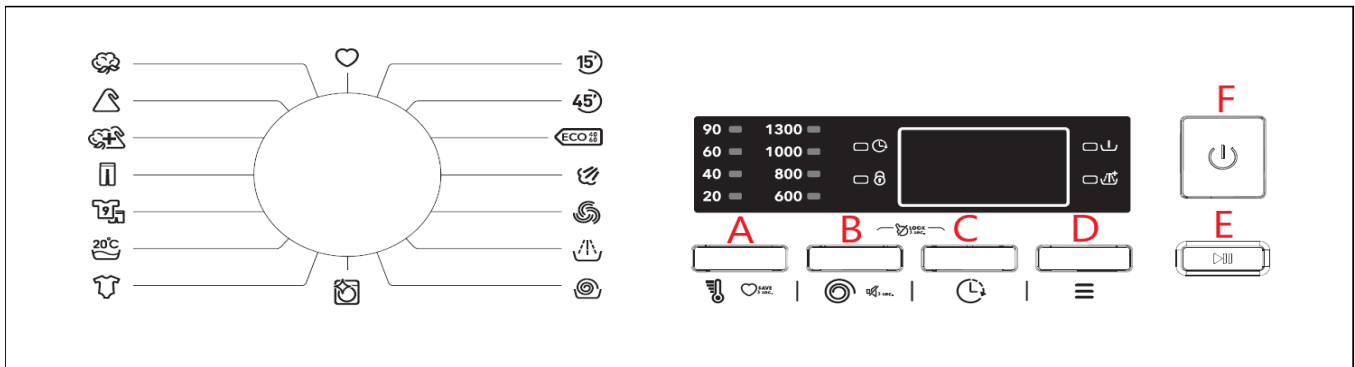 15'
45'
ECO 40 60
9
20°C
90 1300
60 1000
40 800
20 600
A
B
C
D
E
F
LOCK
3 SEC.
SAVE
3 SEC.
3 SEC.